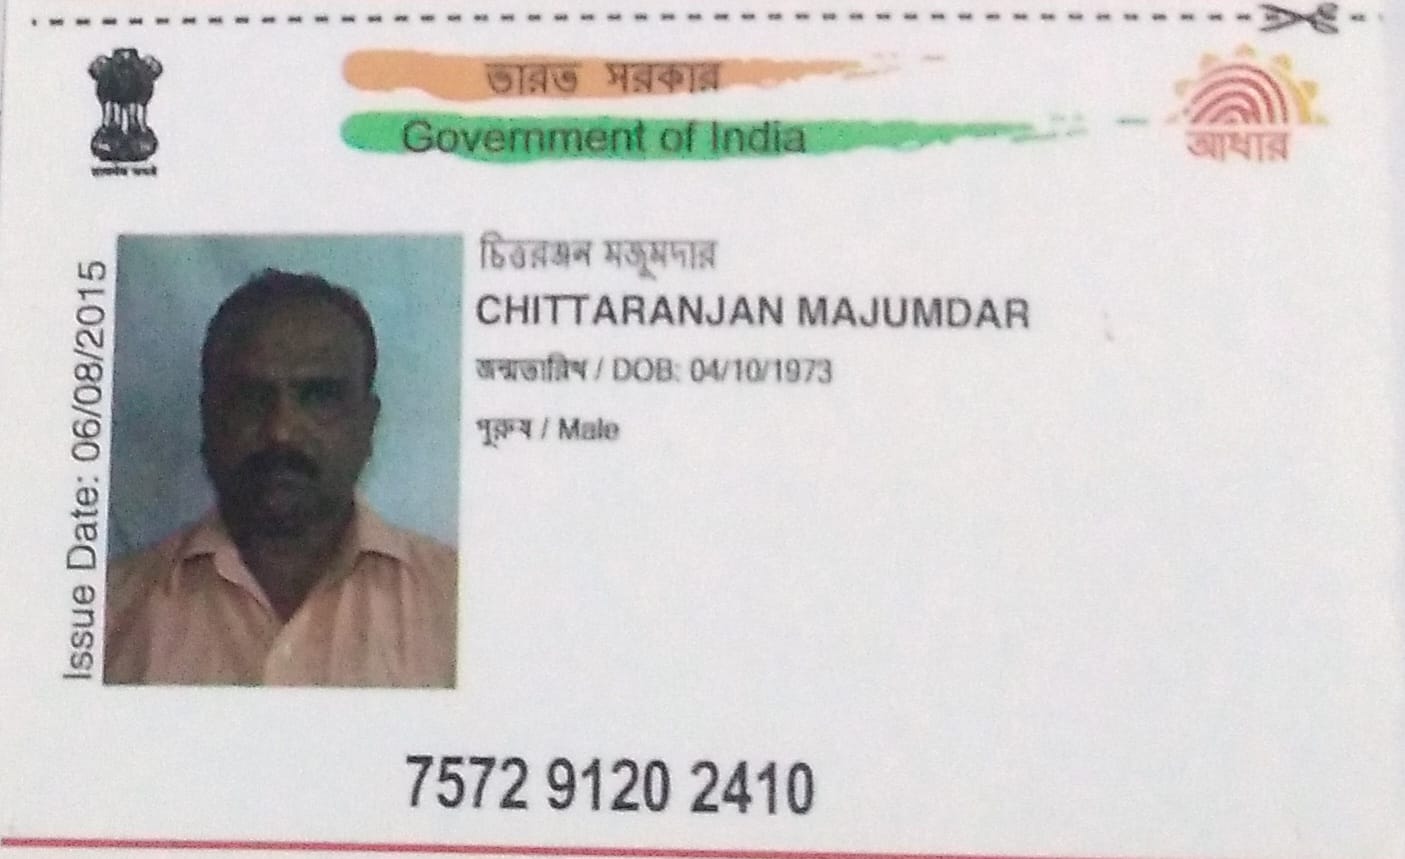 ভারত সরকার
Government of India
আধার
Issue Date: 06/08/2015
চিত্তরঞ্জন মজুমদার
CHITTARANJAN MAJUMDAR
জন্মতারিখ / DOB: 04/10/1973
পুরুষ / Male
7572 9120 2410